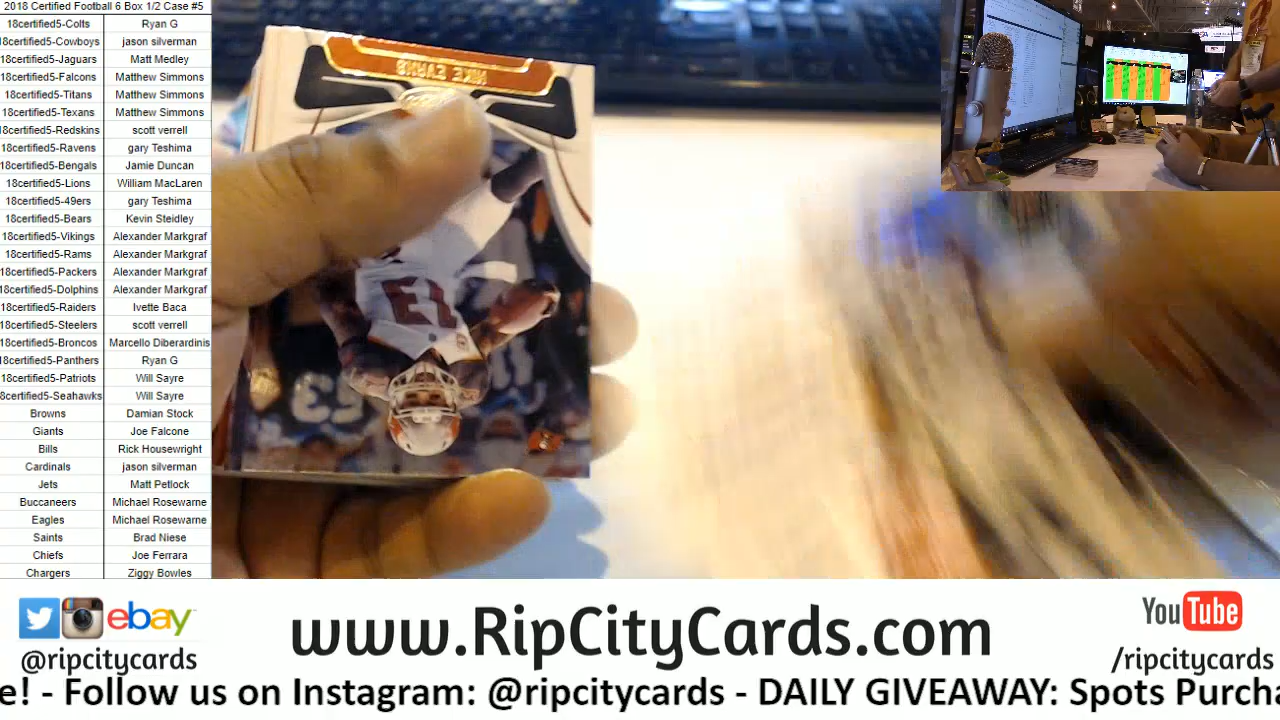 2018 Certified Football 6 Box 1/2 Case #5
18certified5-Colts Ryan G
8certified5-Cowboys jason silverman
18certified5-Jaguars Matt Medley
18certified5-Falcons Matthew Simmons
18certified5-Titans Matthew Simmons
18certified5-Texans Matthew Simmons
18certified5-Redskins scott verrell
18certified5-Ravens gary Teshima
18certified5-Bengals Jamie Duncan
18certified5-Lions William MacLaren
18certified5-49ers gary Teshima
18certified5-Bears Kevin Steidley
18certified5-Vikings Alexander Markgraf
18certified5-Rams Alexander Markgraf
18certified5-Packers Alexander Markgraf
18certified5-Dolphins Alexander Markgraf
18certified5-Raiders Ivette Baca
18certified5-Steelers scott verrell
18certified5-Broncos Marcello Diberardinis
18certified5-Panthers Ryan G
18certified5-Patriots Will Sayre
8certified5-Seahawks Will Sayre
Browns Damian Stock
Giants Joe Falcone
Bills Rick Housewright
Cardinals jason silverman
Jets Matt Petlock
Buccaneers Michael Rosewarne
Eagles Michael Rosewarne
Saints Brad Niese
Chiefs Joe Ferrara
Chargers Ziggy Bowles
MIKE EVANS
13
53
ebay
@ripcitycards
www.RipCityCards.com
YouTube
/ripcitycards
e! - Follow us on Instagram: @ripcitycards - DAILY GIVEAWAY: Spots Purcha